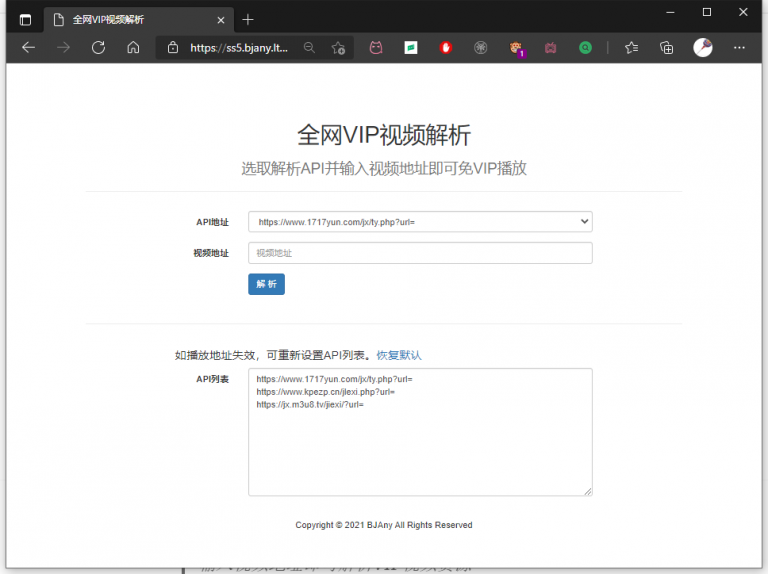 全网VIP视频解析
https://ss5.bjany.lt...
1
全网VIP视频解析
选取解析API并输入视频地址即可免VIP播放
API地址
https://www.1717yun.com/jx/ty.php?url=
视频地址
视频地址
解 析
如播放地址失效，可重新设置API列表。恢复默认
API列表
https://www.1717yun.com/jx/ty.php?url=
https://www.kpezp.cn/jlexi.php?url=
https://jx.m3u8.tv/jiexi/?url=
Copyright © 2021 BJAny All Rights Reserved